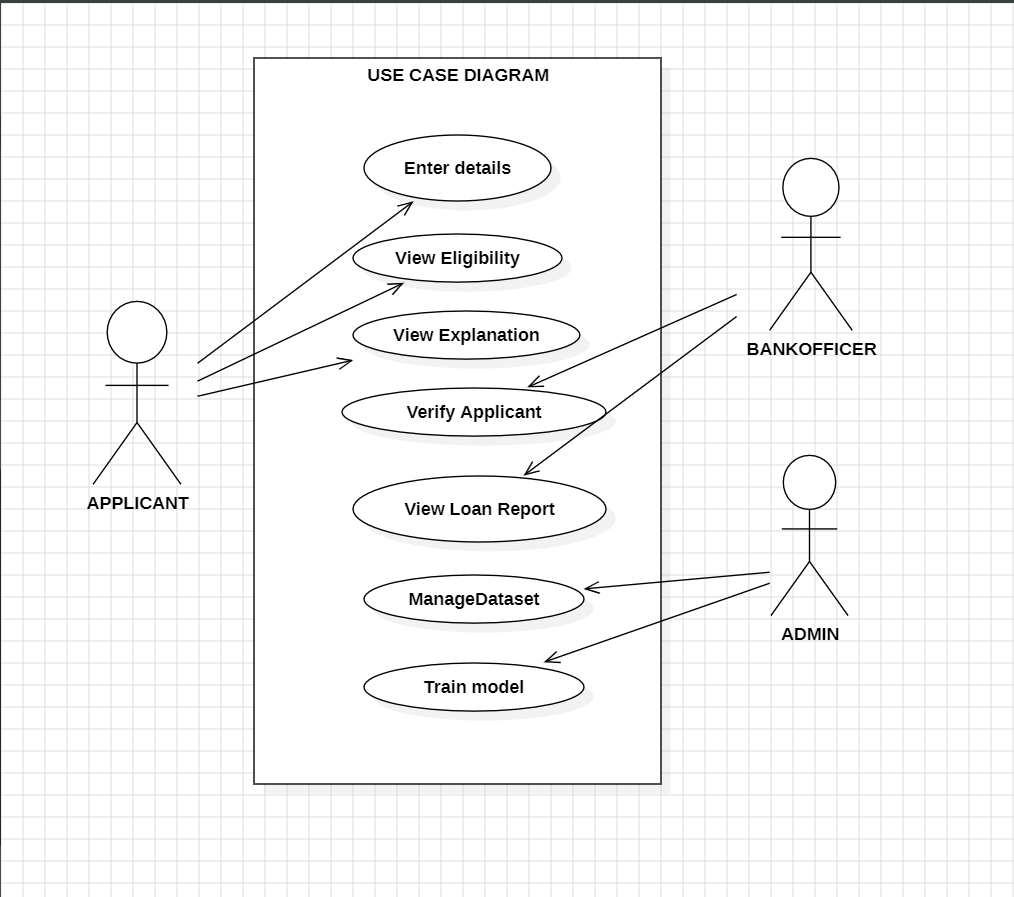 USE CASE DIAGRAM
Enter details
View Eligibility
View Explanation
Verify Applicant
View Loan Report
ManageDataset
Train model
APPLICANT
BANKOFFICER
ADMIN